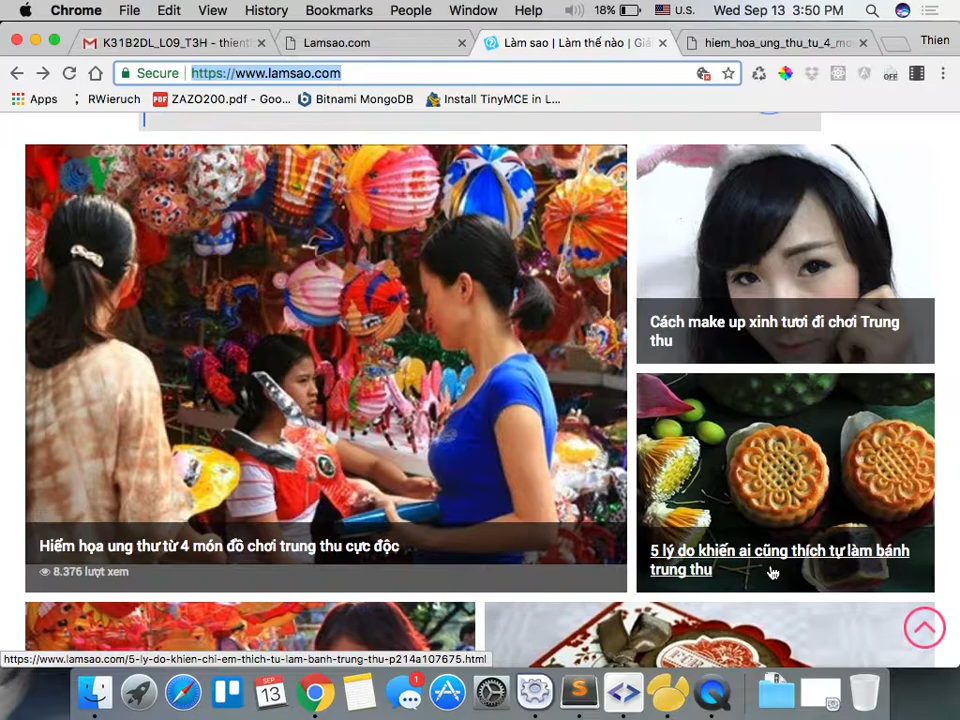 Chrome File Edit View History Bookmarks People Window Help 18% U.S. Wed Sep 13 3:50 PM
K31B2DL_L09_T3H - thienth
Lamsao.com
Làm sao | Làm thế nào | Giả
hiem_hoa_ung_thu_tu_4_mo
Thien
Secure https://www.lamsao.com
OFF
Apps RWieruch ZAZO200.pdf - Goo... Bitnami MongoDB Install TinyMCE in L...
Cách make up xinh tươi đi chơi Trung
thu
Hiểm họa ung thư từ 4 món đồ chơi trung thu cực độc
8.376 lượt xem
5 lý do khiến ai cũng thích tự làm bánh
trung thu
https://www.lamsao.com/5-ly-do-khien-chi-em-thich-tu-lam-banh-trung-thu-p214a107675.html
SEP
13
1